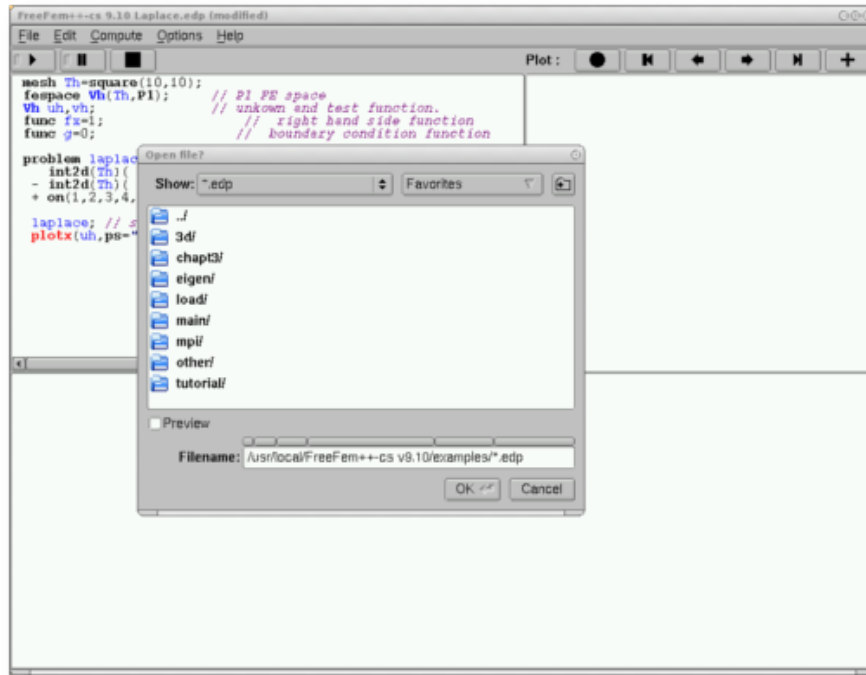 FreeFem++-cs 9.10 Laplace.edp (modified)
File Edit Compute Options Help
Plot :
mesh Th=square(10,10);
fespace Vh(Th,P1); // P1 FE space
Vh uh,vh; // unkown and test function.
func fx=1; // right hand side function
func g=0; // boundary condition function
problem laplac
int2d(Th)(
- int2d(Th)(
+ on(1,2,3,4,
laplace; // s
plotx(uh,ps="
Open file?
Show: *.edp Favorites
../
3d/
chapt3/
eigen/
load/
main/
mpi/
other/
tutorial/
Preview
Filename: /usr/local/FreeFem++-cs v9.10/examples/*.edp
OK Cancel